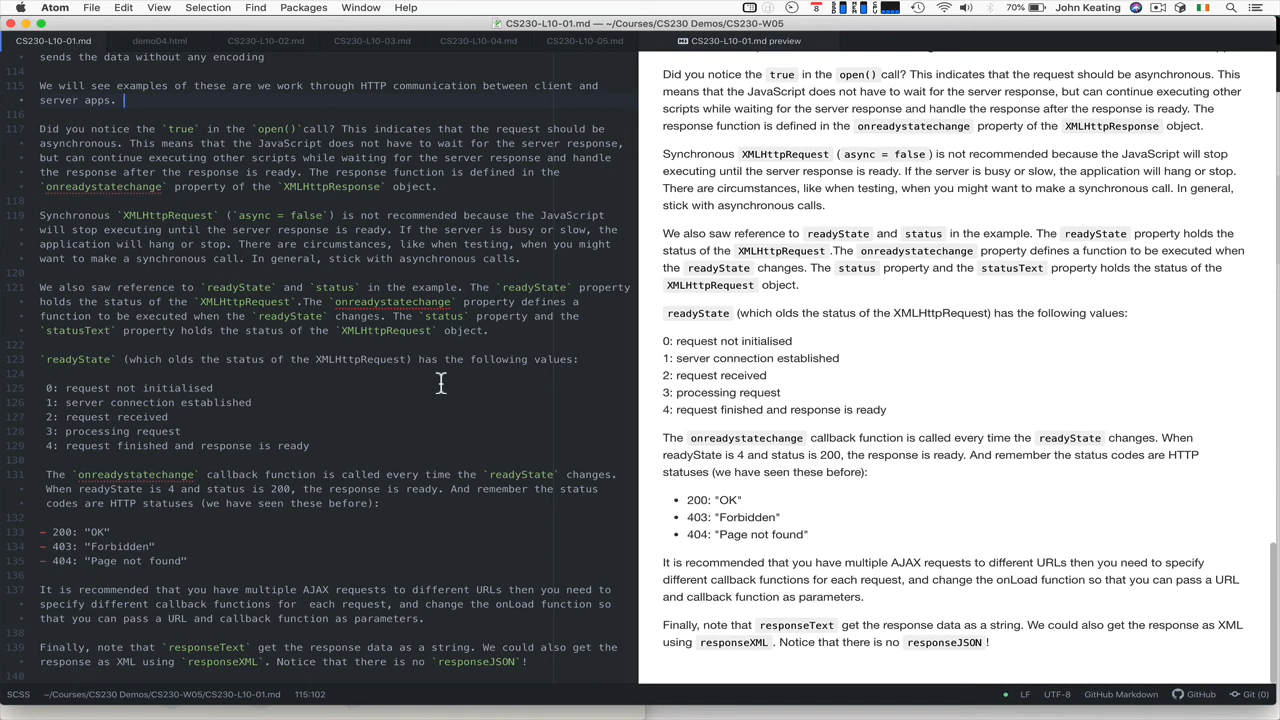 Atom File Edit View Selection Find Packages Window Help 8 70% John Keating
CS230-L10-01.md — ~/Courses/CS230 Demos/CS230-W05
CS230-L10-01.md demo04.html CS230-L10-02.md CS230-L10-03.md CS230-L10-04.md CS230-L10-05.md CS230-L10-01.md preview
sends the data without any encoding
114
115 We will see examples of these are we work through HTTP communication between client and
• server apps.
116
117 Did you notice the `true` in the `open()`call? This indicates that the request should be
• asynchronous. This means that the JavaScript does not have to wait for the server response,
• but can continue executing other scripts while waiting for the server response and handle
• the response after the response is ready. The response function is defined in the
• `onreadystatechange` property of the `XMLHttpResponse` object.
118
119 Synchronous `XMLHttpRequest` (`async = false`) is not recommended because the JavaScript
• will stop executing until the server response is ready. If the server is busy or slow, the
• application will hang or stop. There are circumstances, like when testing, when you might
• want to make a synchronous call. In general, stick with asynchronous calls.
120
121 We also saw reference to `readyState` and `status` in the example. The `readyState` property
• holds the status of the `XMLHttpRequest`.The `onreadystatechange` property defines a
• function to be executed when the `readyState` changes. The `status` property and the
• `statusText` property holds the status of the `XMLHttpRequest` object.
122
123 `readyState` (which olds the status of the XMLHttpRequest) has the following values:
124
125 0: request not initialised
126 1: server connection established
127 2: request received
128 3: processing request
129 4: request finished and response is ready
130
131 The `onreadystatechange` callback function is called every time the `readyState` changes.
• When readyState is 4 and status is 200, the response is ready. And remember the status
• codes are HTTP statuses (we have seen these before):
132
133 - 200: "OK"
134 - 403: "Forbidden"
135 - 404: "Page not found"
136
137 It is recommended that you have multiple AJAX requests to different URLs then you need to
• specify different callback functions for  each request, and change the onLoad function so
• that you can pass a URL and callback function as parameters.
138
139 Finally, note that `responseText` get the response data as a string. We could also get the
• response as XML using `responseXML`. Notice that there is no `responseJSON`!
140
Did you notice the true in the open() call? This indicates that the request should be asynchronous. This
means that the JavaScript does not have to wait for the server response, but can continue executing other
scripts while waiting for the server response and handle the response after the response is ready. The
response function is defined in the onreadystatechange property of the XMLHttpResponse object.
Synchronous XMLHttpRequest ( async = false ) is not recommended because the JavaScript will stop
executing until the server response is ready. If the server is busy or slow, the application will hang or stop.
There are circumstances, like when testing, when you might want to make a synchronous call. In general,
stick with asynchronous calls.
We also saw reference to readyState and status in the example. The readyState property holds the
status of the XMLHttpRequest .The onreadystatechange property defines a function to be executed when
the readyState changes. The status property and the statusText property holds the status of the
XMLHttpRequest object.
readyState (which olds the status of the XMLHttpRequest) has the following values:
0: request not initialised
1: server connection established
2: request received
3: processing request
4: request finished and response is ready
The onreadystatechange callback function is called every time the readyState changes. When
readyState is 4 and status is 200, the response is ready. And remember the status codes are HTTP
statuses (we have seen these before):
• 200: "OK"
• 403: "Forbidden"
• 404: "Page not found"
It is recommended that you have multiple AJAX requests to different URLs then you need to specify
different callback functions for each request, and change the onLoad function so that you can pass a URL
and callback function as parameters.
Finally, note that responseText get the response data as a string. We could also get the response as XML
using responseXML . Notice that there is no responseJSON !
SCSS ~/Courses/CS230 Demos/CS230-W05/CS230-L10-01.md 115:102 LF UTF-8 GitHub Markdown GitHub Git (0)